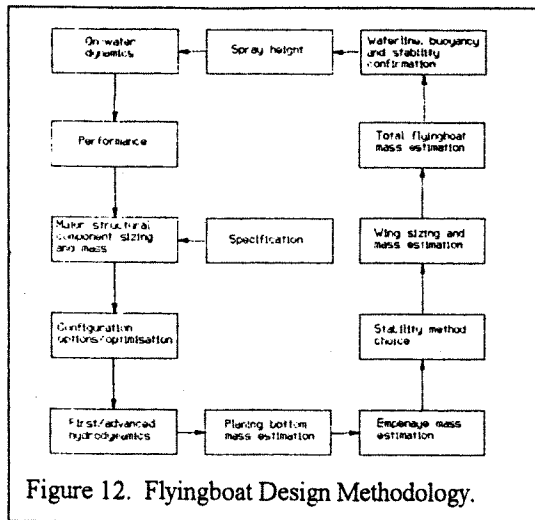 On-water
dynamics
Spray height
Waterline, buoyancy
and stability
confirmation
Performance
Total flyingboat
mass estimation
Major structural
component sizing
and mass
Specification
Wing sizing and
mass estimation
Configuration
options/optimisation
Stability method
choice
First/advanced
hydrodynamics
Planing bottom
mass estimation
Empenage mass
estimation
Figure 12. Flyingboat Design Methodology.